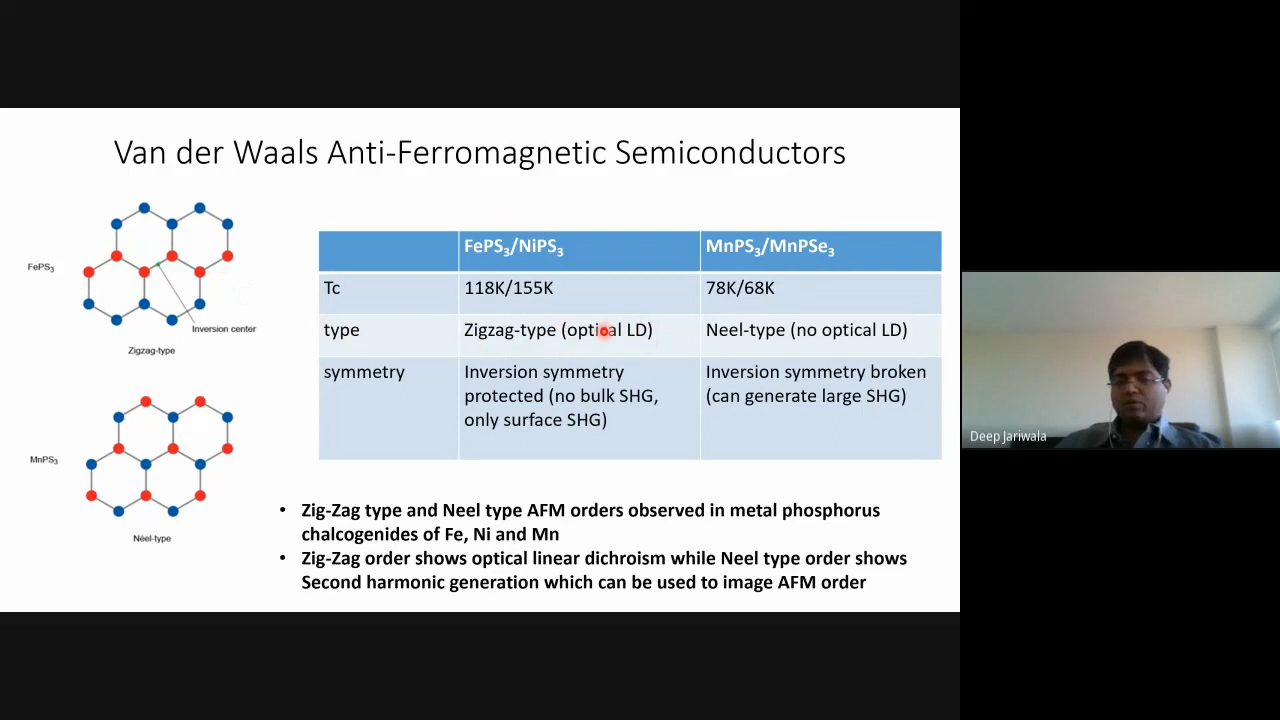 Van der Waals Anti-Ferromagnetic Semiconductors
FePS₃
Inversion center
Zigzag-type
MnPS₃
Néel-type
FePS₃/NiPS₃ MnPS₃/MnPSe₃
Tc 118K/155K 78K/68K
type Zigzag-type (optical LD) Neel-type (no optical LD)
symmetry Inversion symmetry Inversion symmetry broken
protected (no bulk SHG, (can generate large SHG)
only surface SHG)
• Zig-Zag type and Neel type AFM orders observed in metal phosphorus
chalcogenides of Fe, Ni and Mn
• Zig-Zag order shows optical linear dichroism while Neel type order shows
Second harmonic generation which can be used to image AFM order
Deep Jariwala